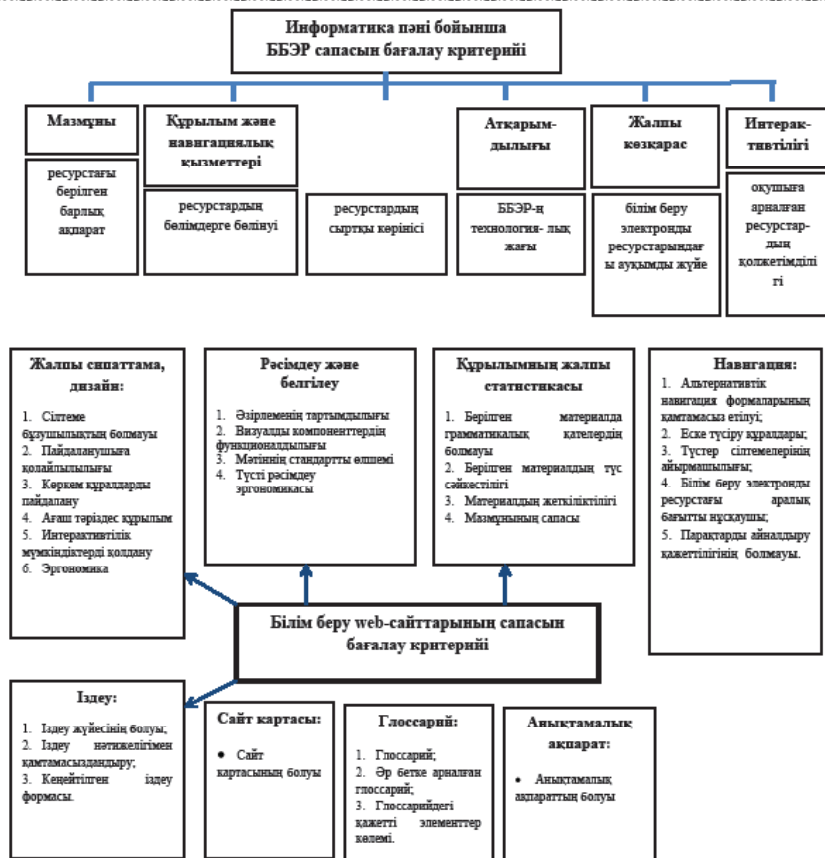 Информатика пәні бойынша
ББЭР сапасын бағалау критерийі
Мазмұны
ресурстағы
берілген
барлық
ақпарат
Құрылым және
навигациялық
қызметтері
ресурстардың
бөлімдерге бөлінуі
ресурстардың
сыртқы көрінісі
Атқарым-
дылығы
ББЭР-ң
технология- лық
жағы
Жалпы
көзқарас
білім беру
электронды
ресурстарындағ
ы ауқымды жүйе
Интерак-
тивтілігі
оқушыға
арналған
ресурстар-
дың
қолжетімділі
гі
Жалпы сипаттама,
дизайн:
1. Сілтеме
бұзушылықтың болмауы
2. Пайдаланушыға
қолайлылылығы
3. Көркем құралдарды
пайдалану
4. Ағаш тәріздес құрылым
5. Интерактивтілік
мүмкіндіктерді қолдану
6. Эргономика
Рәсімдеу және
белгілеу
1. Әзірлеменің тартымдылығы
2. Визуалды компоненттердің
функционалдылығы
3. Мәтіннің стандартты өлшемі
4. Түсті рәсімдеу
эргономикасы
Құрылымның жалпы
статистикасы
1. Берілген материалда
грамматикалық қателердің
болмауы
2. Берілген материалдың түс
сәйкестілігі
3. Материалдың жеткіліктілігі
4. Мазмұнының сапасы
Навигация:
1. Альтернативтік
навигация формаларының
қамтамасыз етілуі;
2. Еске түсіру құралдары;
3. Түстер сілтемелерінің
айырмашылығы;
4. Білім беру электронды
ресурстағы аралық
бағытты нұсқаушы;
5. Парақтарды айналдыру
қажеттілігінің болмауы.
Білім беру web-сайттарының сапасын
бағалау критерийі
Іздеу:
1. Іздеу жүйесінің болуы;
2. Іздеу нәтижелігімен
қамтамасыздандыру;
3. Кеңейтілген іздеу
формасы.
Сайт картасы:
• Сайт
картасының болуы
Глоссарий:
1. Глоссарий;
2. Әр бетке арналған
глоссарий;
3. Глоссарийдегі
қажетті элементтер
көлемі.
Анықтамалық
ақпарат:
• Анықтамалық
ақпараттың болуы